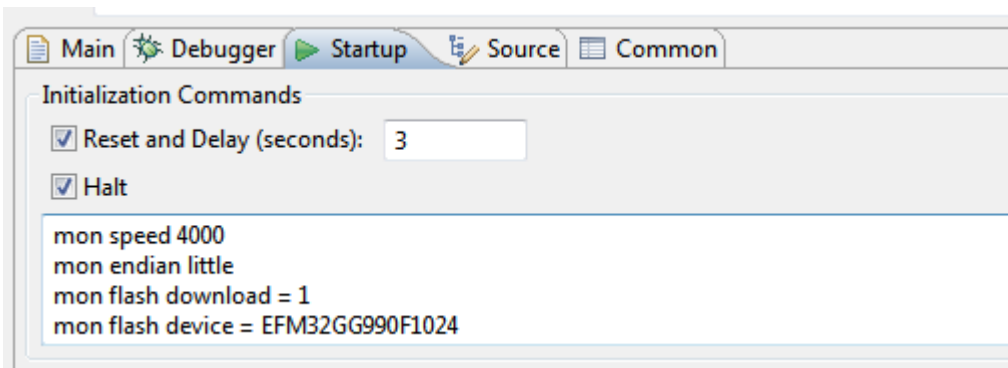 Main Debugger Startup Source Common
Initialization Commands
Reset and Delay (seconds): 3
Halt
mon speed 4000
mon endian little
mon flash download = 1
mon flash device = EFM32GG990F1024